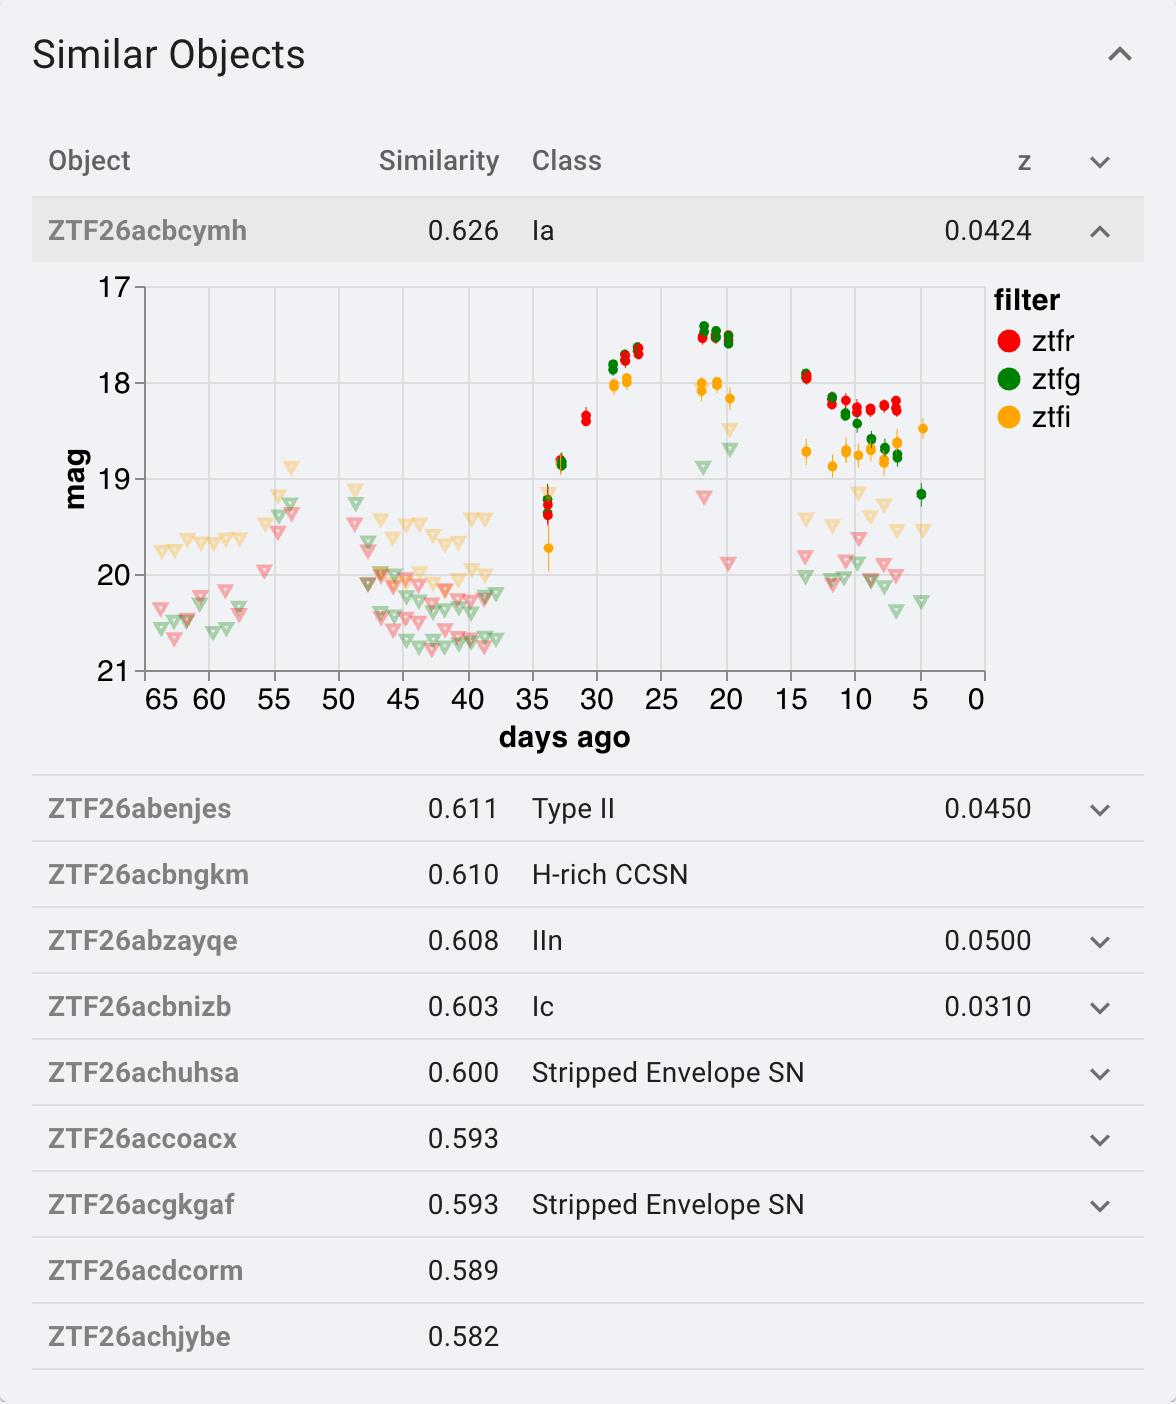 Similar Objects
Object Similarity Class z
ZTF26acbcymh 0.626 Ia 0.0424
17
18
19
20
21
mag
65 60 55 50 45 40 35 30 25 20 15 10 5 0
days ago
filter
ztfr
ztfg
ztfi
ZTF26abenjes 0.611 Type II 0.0450
ZTF26acbngkm 0.610 H-rich CCSN
ZTF26abzayqe 0.608 IIn 0.0500
ZTF26acbnizb 0.603 Ic 0.0310
ZTF26achuhsa 0.600 Stripped Envelope SN
ZTF26accoacx 0.593
ZTF26acgkgaf 0.593 Stripped Envelope SN
ZTF26acdcorm 0.589
ZTF26achjybe 0.582